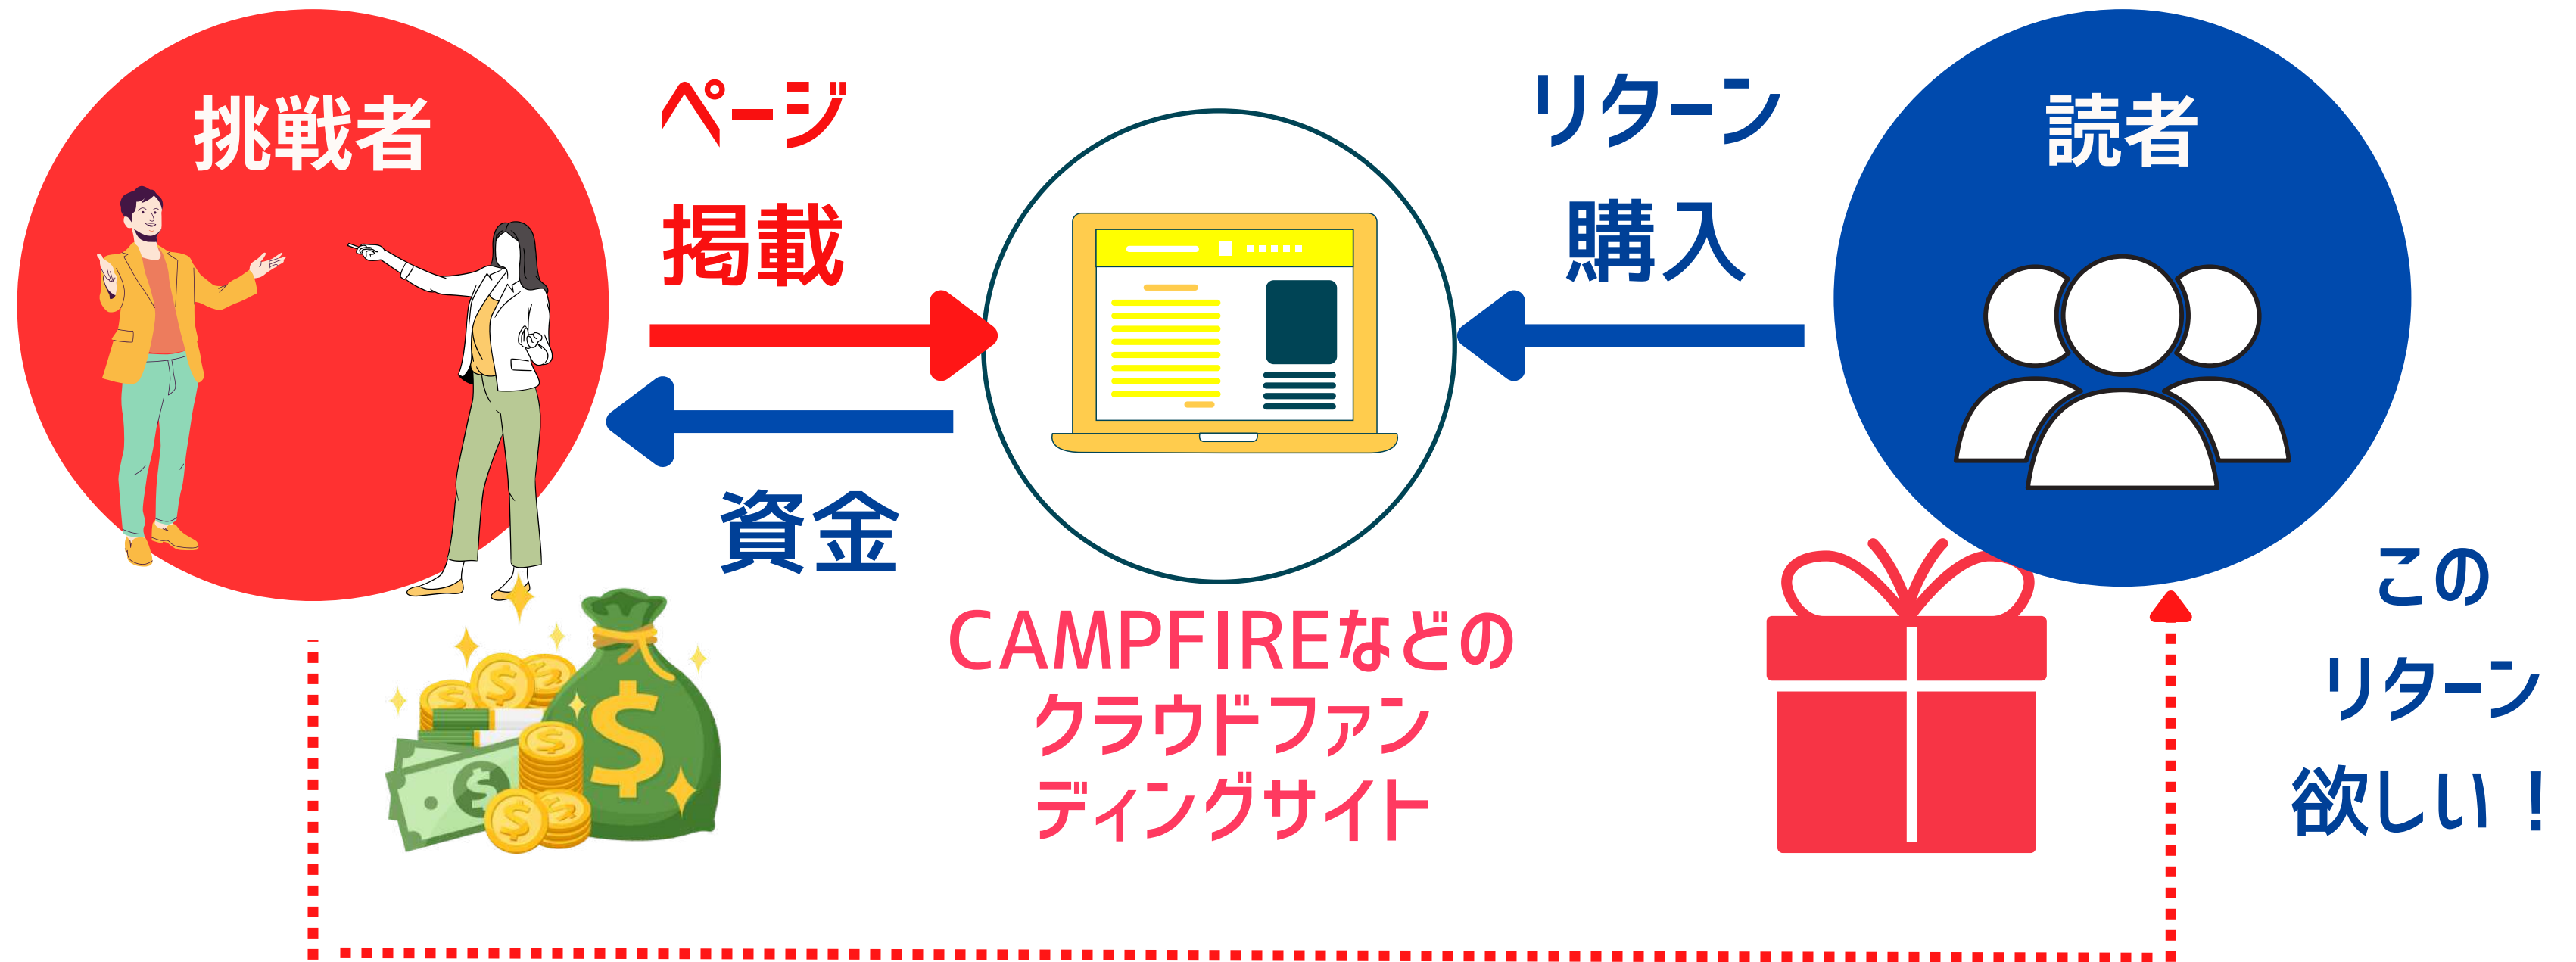 挑戦者
ページ
掲載
資金
CAMPFIREなどの
クラウドファン
ディングサイト
リターン
購入
読者
この
リターン
欲しい！